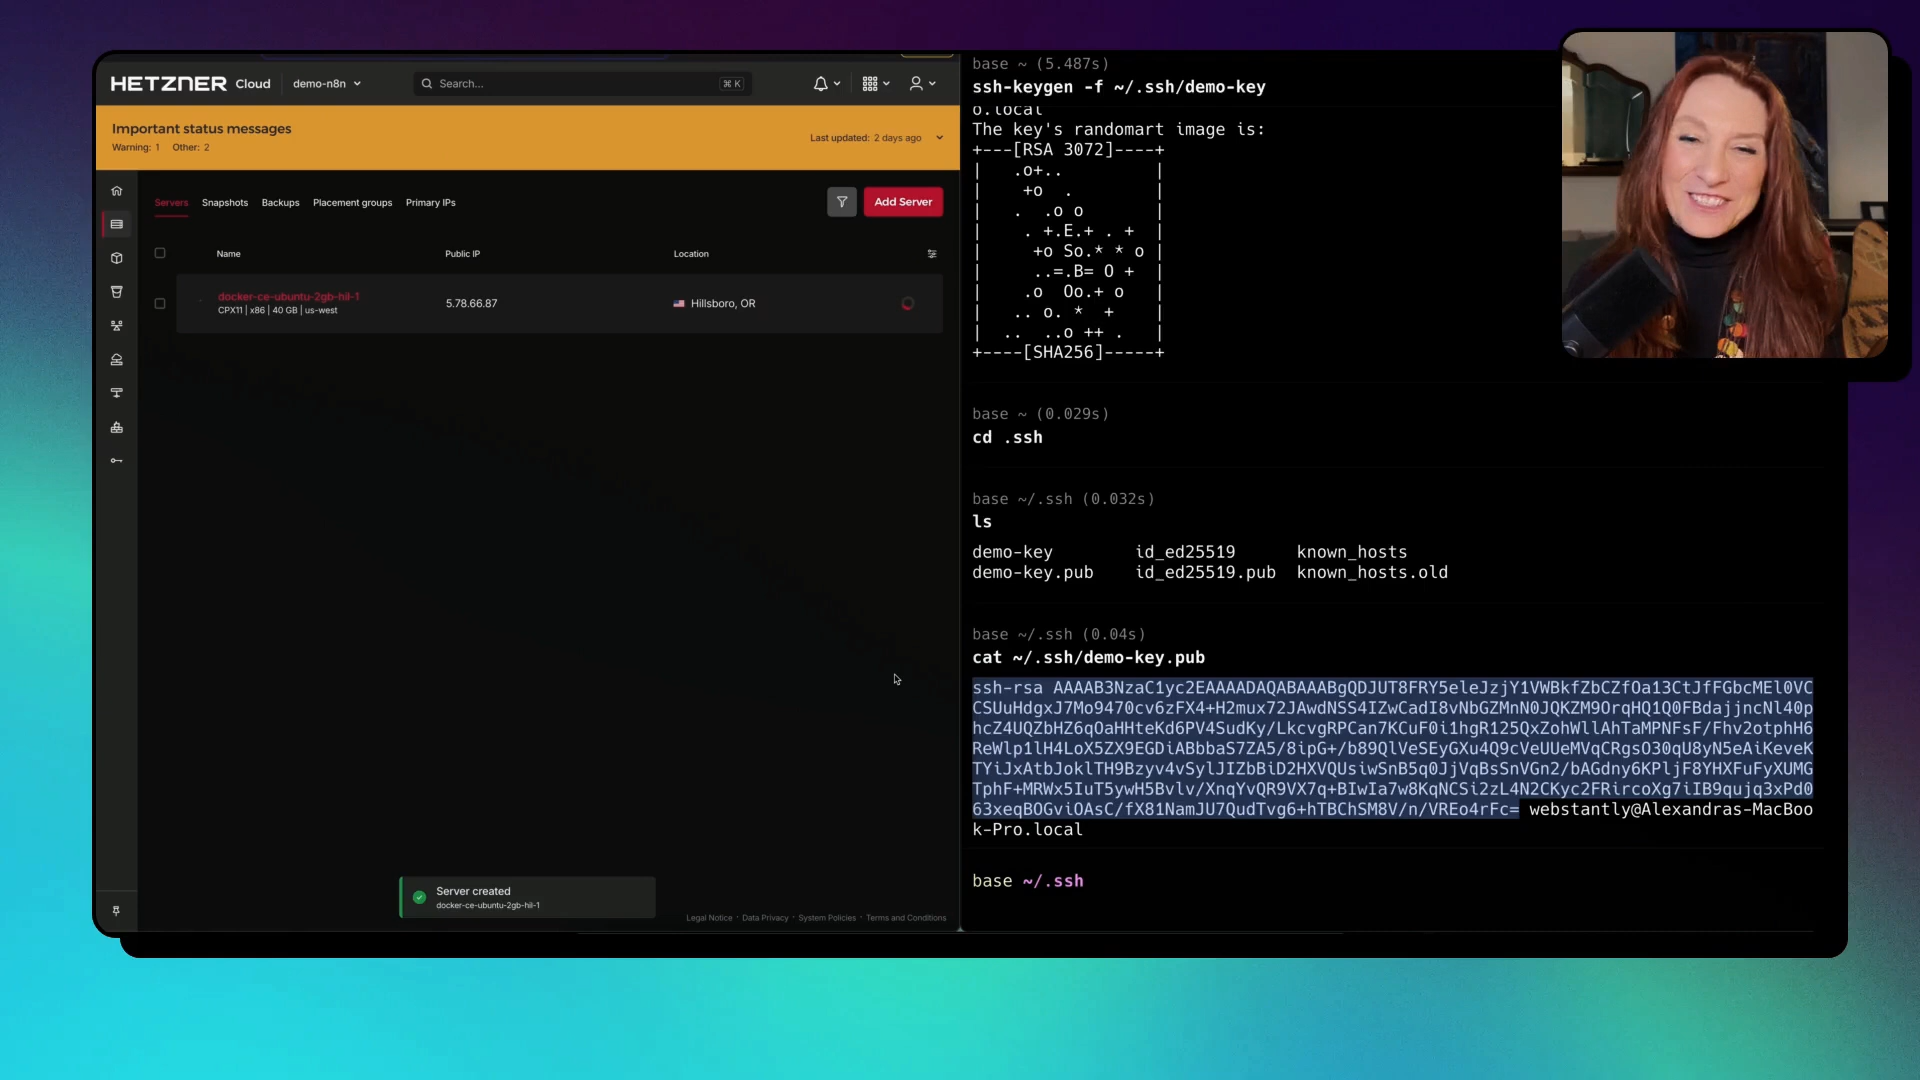 HETZNER Cloud
demo-n8n
Search...
⌘ K
Important status messages
Warning: 1 Other: 2
Last updated: 2 days ago
Servers
Snapshots
Backups
Placement groups
Primary IPs
Add Server
Name
Public IP
Location
docker-ce-ubuntu-2gb-hil-1
CPX11 | x86 | 40 GB | us-west
5.78.66.87
Hillsboro, OR
Server created
docker-ce-ubuntu-2gb-hil-1
Legal Notice · Data Privacy · System Policies · Terms and Conditions
base ~ (5.487s)
ssh-keygen -f ~/.ssh/demo-key
o.local
The key's randomart image is:
+---[RSA 3072]----+
|   .o+..         |
|    +o  .        |
|   .  .o o       |
|    . +.E.+ . +  |
|     +o So.* * o |
|     ..=.B= O +  |
|    .o  Oo.+ o   |
|   .. o. *  +    |
|  ..  ..o ++ .   |
+----[SHA256]-----+
base ~ (0.029s)
cd .ssh
base ~/.ssh (0.032s)
ls
demo-key id_ed25519 known_hosts
demo-key.pub id_ed25519.pub known_hosts.old
base ~/.ssh (0.04s)
cat ~/.ssh/demo-key.pub
ssh-rsa AAAAB3NzaC1yc2EAAAADAQABAAABgQDJUT8FRY5eleJzjY1VWBkfZbCZfOa13CtJfFGbcMEl0VC
CSUuHdgxJ7Mo9470cv6zFX4+H2mux72JAwdNSS4IZwCadI8vNbGZMnN0JQKZM9OrqHQ1Q0FBdajjncNl40p
hcZ4UQZbHZ6qOaHHteKd6PV4SudKy/LkcvgRPCan7KCuF0i1hgR125QxZohWllAhTaMPNFsF/Fhv2otphH6
ReWlp1lH4LoX5ZX9EGDiABbbaS7ZA5/8ipG+/b89QlVeSEyGXu4Q9cVeUUeMVqCRgsO30qU8yN5eAiKeveK
TYiJxAtbJoklTH9Bzyv4vSylJIZbBiD2HXVQUsiwSnB5q0JjVqBsSnVGn2/bAGdny6KPljF8YHXFuFyXUMG
TphF+MRWx5IuT5ywH5Bvlv/XnqYvQR9VX7q+BIwIa7w8KqNCSi2zL4N2CKyc2FRircoXg7iIB9qujq3xPd0
63xeqBOGviOAsC/fX81NamJU7QudTvg6+hTBChSM8V/n/VREo4rFc= webstantly@Alexandras-MacBoo
k-Pro.local
base ~/.ssh